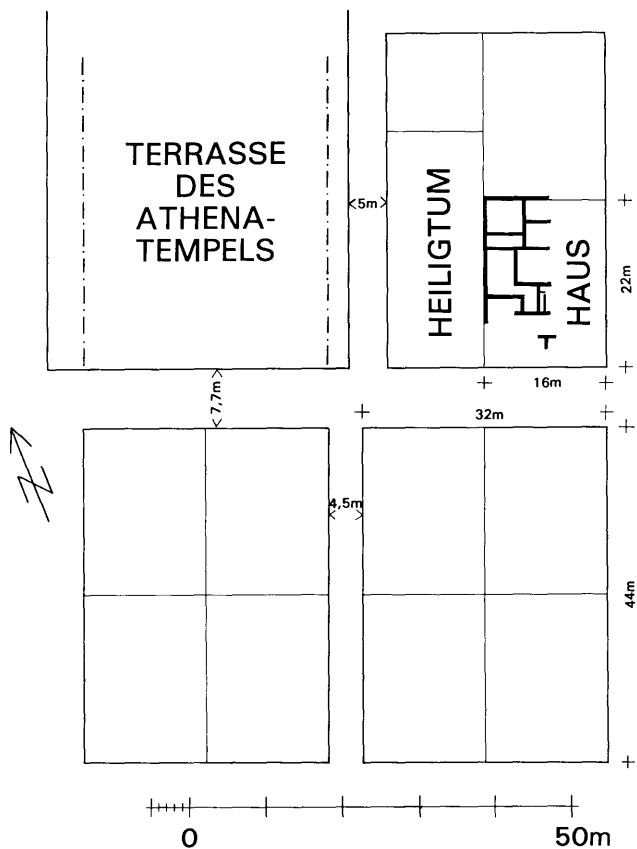 TERRASSE
DES
ATHENA-
TEMPELS
5m
HEILIGTUM
HAUS
22m
16m
7,7m
32m
4,5m
44m
0
50m